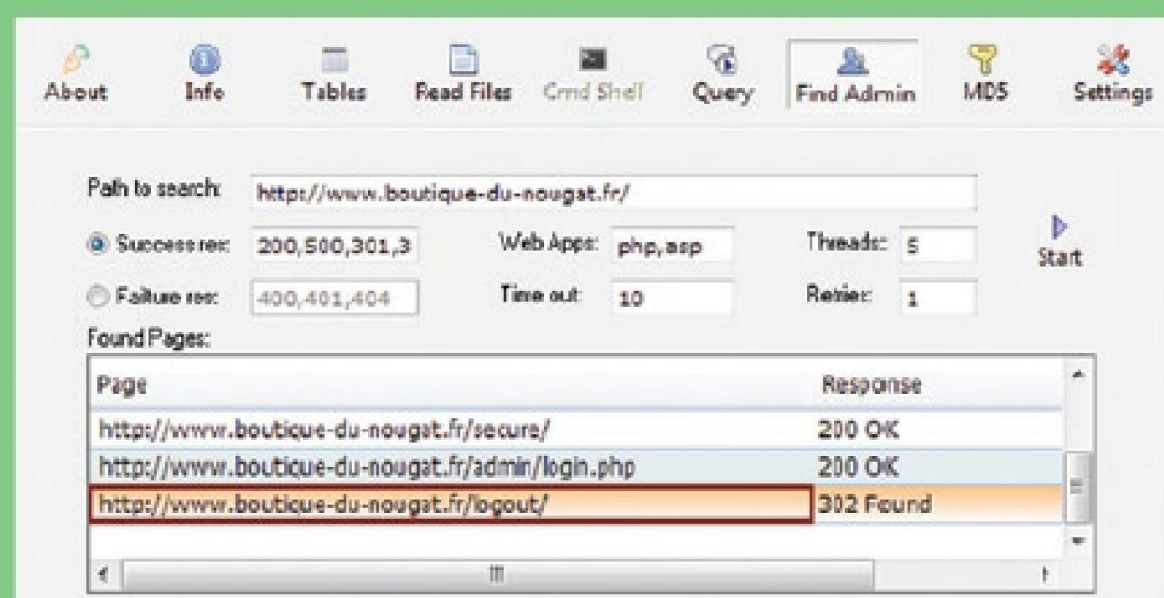 About Info Tables Read Files Cmd Shell Query Find Admin MD5 Settings
Path to search: http://www.boutique-du-nougat.fr/
Success res: 200,500,301,3 Web Apps: php,asp Threads: 5 Start
Failure res: 400,401,404 Time out: 10 Retries: 1
Found Pages:
Page Response
http://www.boutique-du-nougat.fr/secure/ 200 OK
http://www.boutique-du-nougat.fr/admin/login.php 200 OK
http://www.boutique-du-nougat.fr/logout/ 302 Found